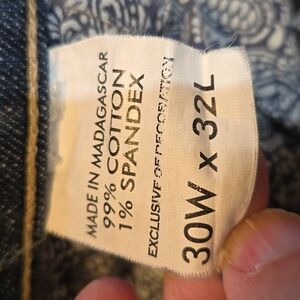 MADE IN MADAGASCAR
99% COTTON
1% SPANDEX
EXCLUSIVE OF DECORATION
30W x 32L